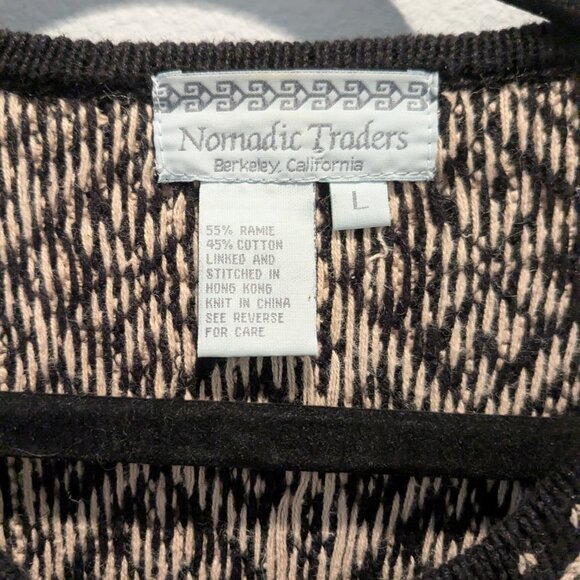 Nomadic Traders
Berkeley, California
L
55% RAMIE
45% COTTON
LINKED AND
STITCHED IN
HONG KONG
KNIT IN CHINA
SEE REVERSE
FOR CARE